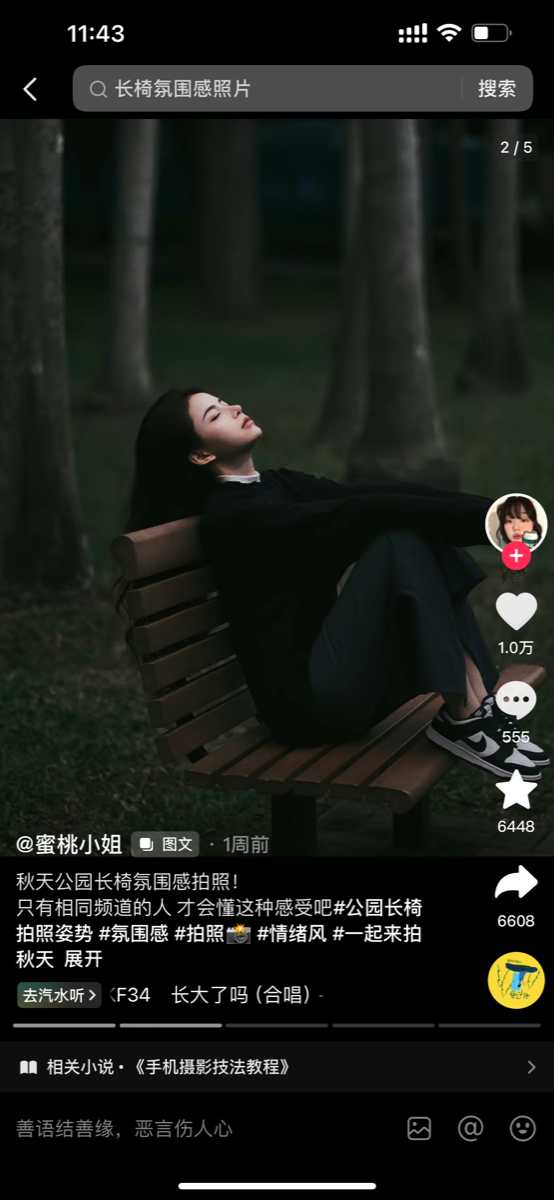 11:43
长椅氛围感照片
搜索
2 / 5
1.0万
555
6448
@蜜桃小姐 图文 · 1周前
秋天公园长椅氛围感拍照！
只有相同频道的人 才会懂这种感受吧#公园长椅
拍照姿势 #氛围感 #拍照📸 #情绪风 #一起来拍
秋天 展开
6608
去汽水听 F34 长大了吗 (合唱) -
相关小说 • 《手机摄影技法教程》
善语结善缘，恶言伤人心